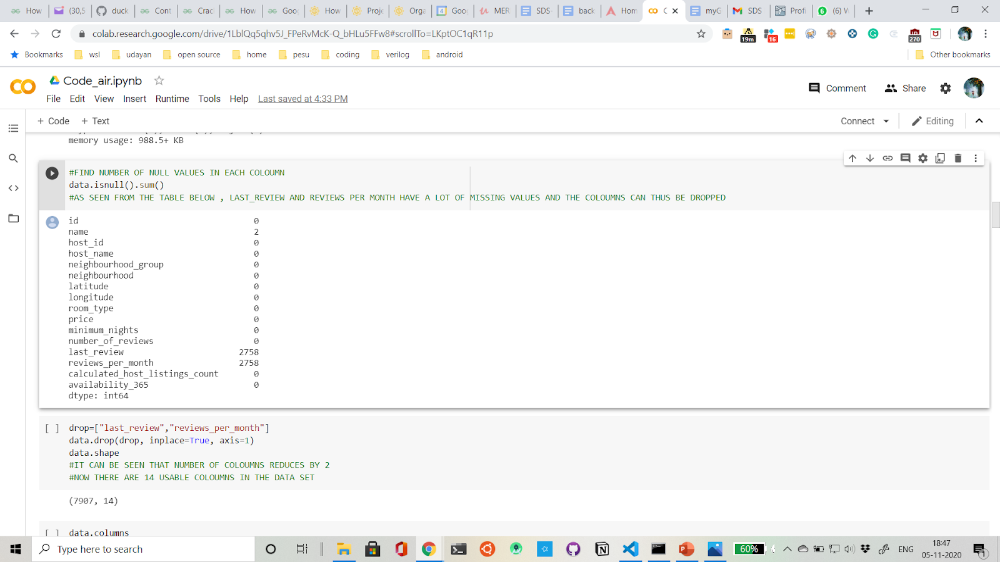 How
(30,5
duck
Cont
Crac
How
Goo
How
Proje
Orga
Goo
MER
SDS
back
Hom
C
myG
SDS
Profi
(6) W
colab.research.google.com/drive/1LblQq5qhv5J_FPeRvMcK-Q_bHLu5FFw8#scrollTo=LKptOC1qR11p
19m
16
270
Bookmarks wsl udayan open source home pesu coding verilog android Other bookmarks
Code_air.ipynb
Comment Share
File Edit View Insert Runtime Tools Help Last saved at 4:33 PM
+ Code + Text Connect Editing
memory usage: 988.5+ KB
#FIND NUMBER OF NULL VALUES IN EACH COLOUMN
data.isnull().sum()
#AS SEEN FROM THE TABLE BELOW , LAST_REVIEW AND REVIEWS PER MONTH HAVE A LOT OF MISSING VALUES AND THE COLOUMNS CAN THUS BE DROPPED
id 0
name 2
host_id 0
host_name 0
neighbourhood_group 0
neighbourhood 0
latitude 0
longitude 0
room_type 0
price 0
minimum_nights 0
number_of_reviews 0
last_review 2758
reviews_per_month 2758
calculated_host_listings_count 0
availability_365 0
dtype: int64
[ ] drop=["last_review","reviews_per_month"]
data.drop(drop, inplace=True, axis=1)
data.shape
#IT CAN BE SEEN THAT NUMBER OF COLOUMNS REDUCES BY 2
#NOW THERE ARE 14 USABLE COLOUMNS IN THE DATA SET
(7907, 14)
[ ] data.columns
Type here to search
60%
ENG
18:47
05-11-2020
1